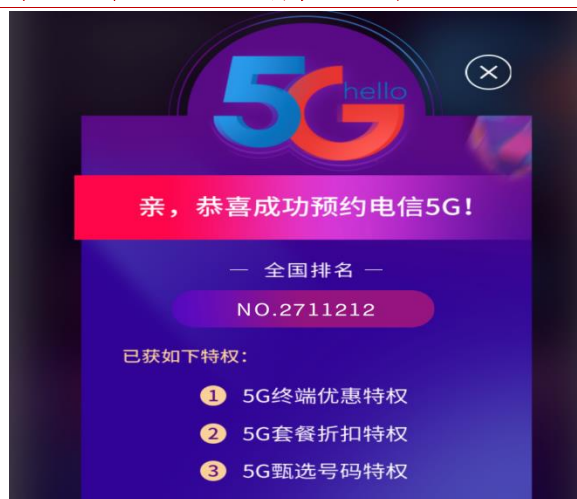 5G
hello
亲，恭喜成功预约电信5G!
— 全国排名 —
NO.2711212
已获如下特权:
1 5G终端优惠特权
2 5G套餐折扣特权
3 5G甄选号码特权